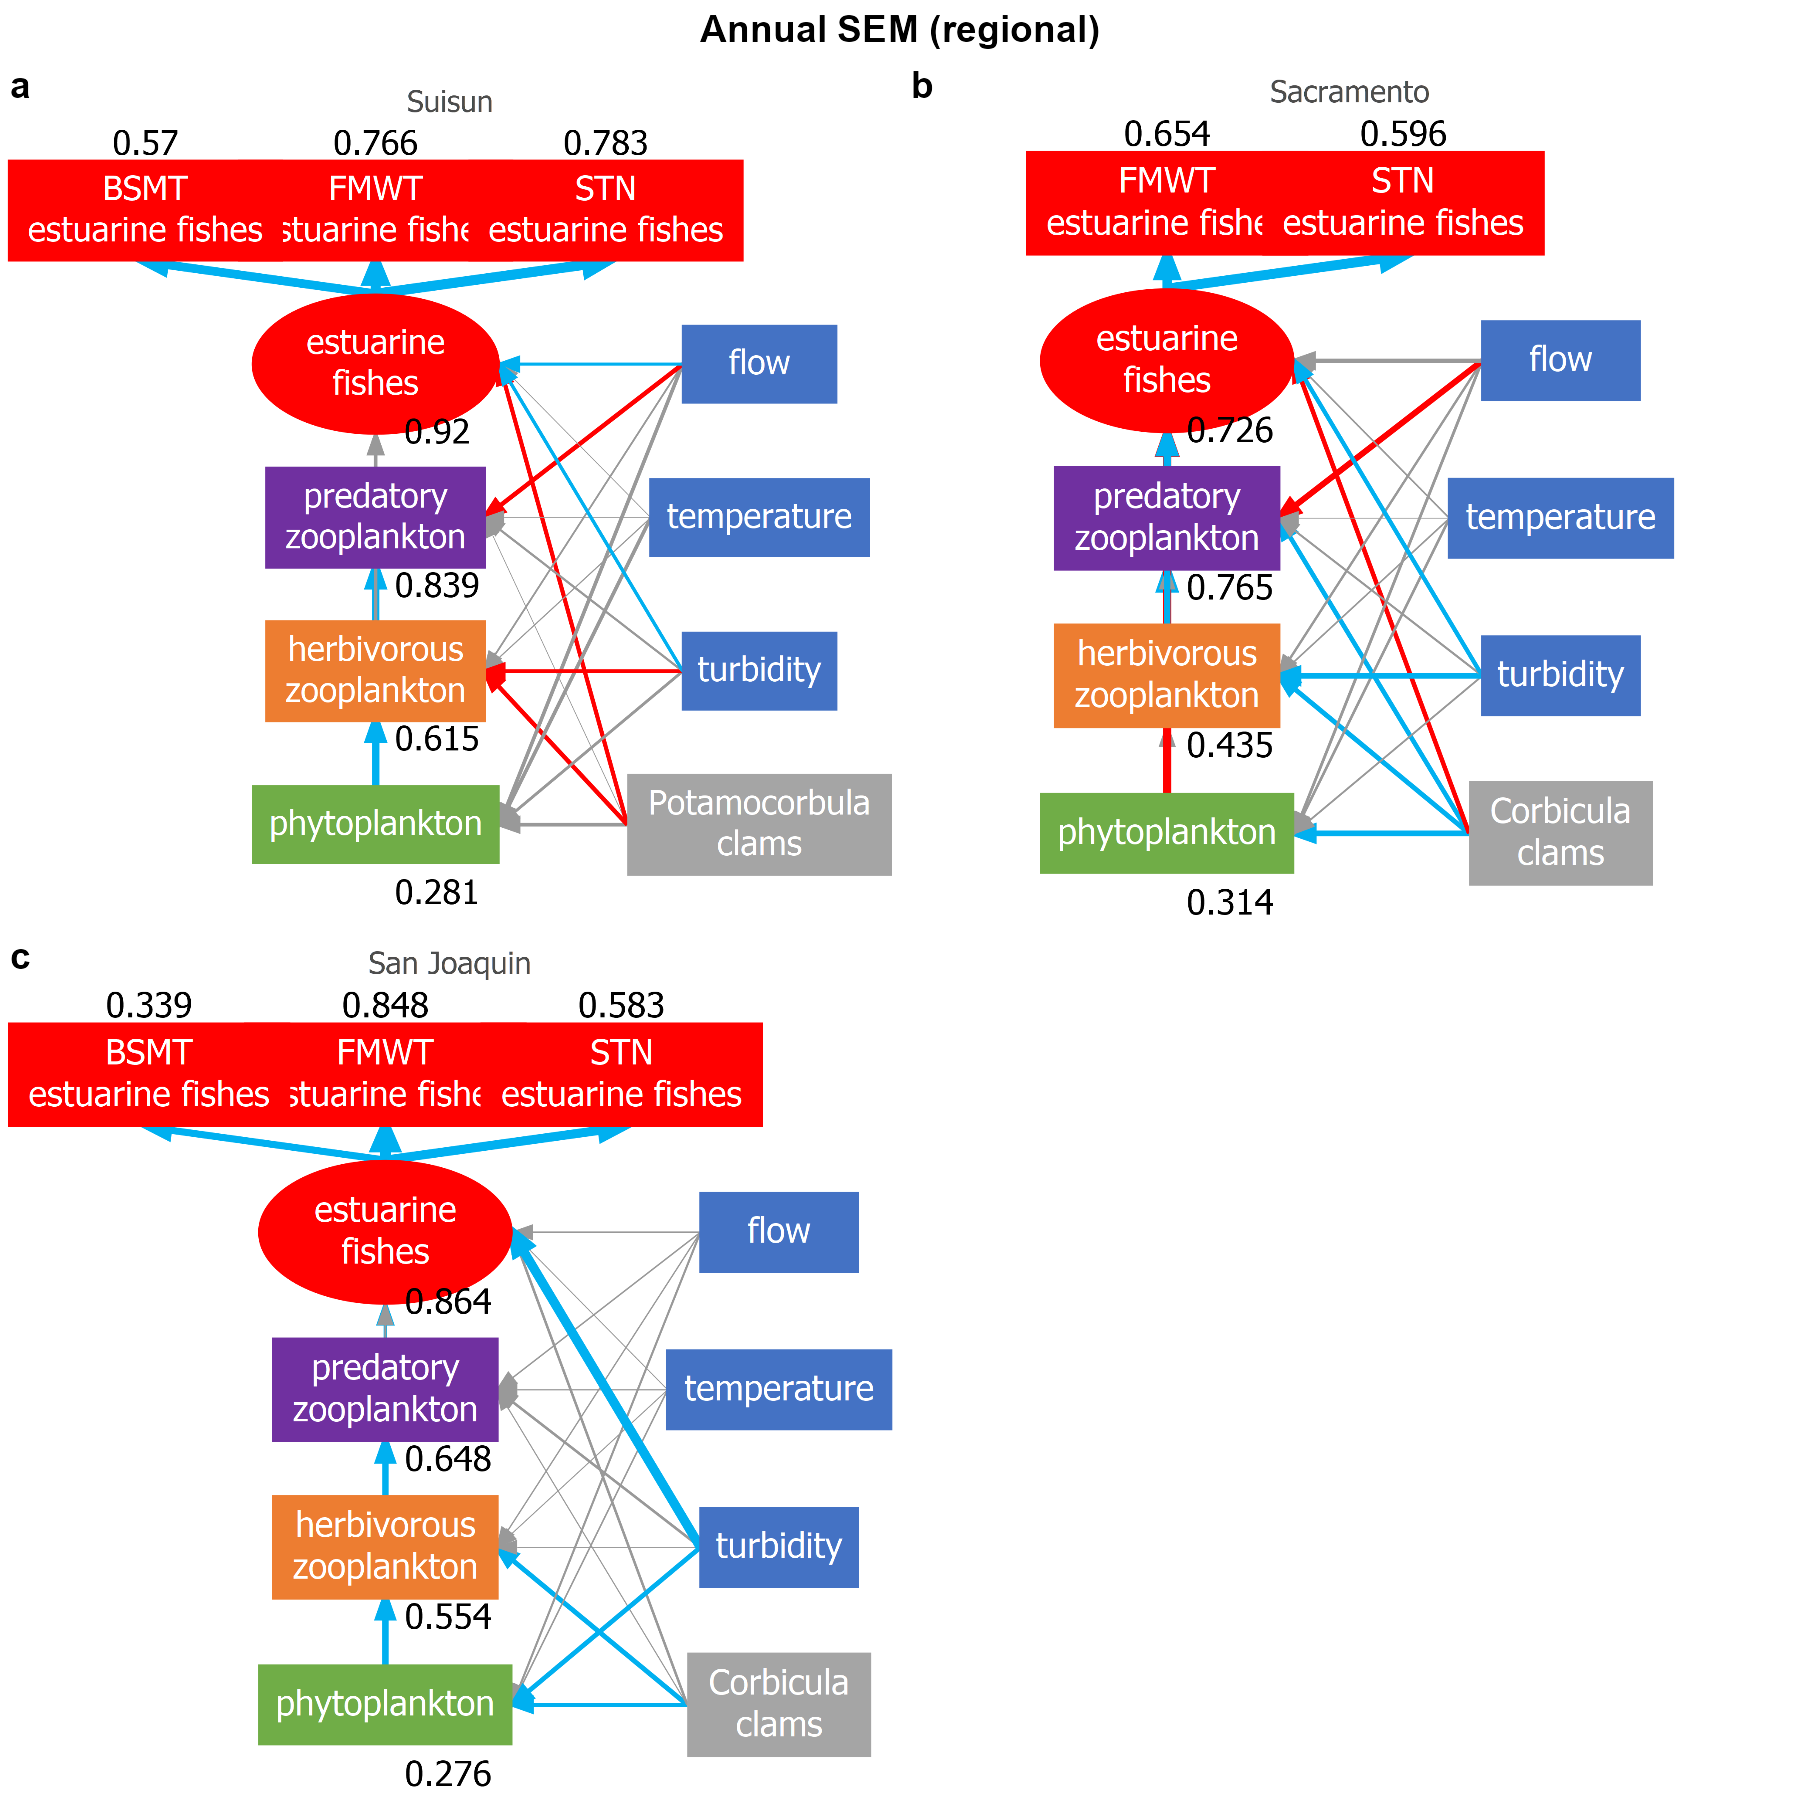 Annual SEM (regional)
a
Suisun
0.57
0.766
0.783
BSMT
estuarine fishes
FMWT
stuarine fishe
STN
estuarine fishes
estuarine
fishes
0.92
flow
predatory
zooplankton
0.839
temperature
herbivorous
zooplankton
0.615
turbidity
phytoplankton
0.281
Potamocorbula
clams
b
Sacramento
0.654
0.596
FMWT
estuarine fishe
STN
estuarine fishes
estuarine
fishes
0.726
flow
predatory
zooplankton
0.765
temperature
herbivorous
zooplankton
0.435
turbidity
phytoplankton
0.314
Corbicula
clams
c
San Joaquin
0.339
0.848
0.583
BSMT
estuarine fishes
FMWT
stuarine fishe
STN
estuarine fishes
estuarine
fishes
0.864
flow
predatory
zooplankton
0.648
temperature
herbivorous
zooplankton
0.554
turbidity
phytoplankton
0.276
Corbicula
clams